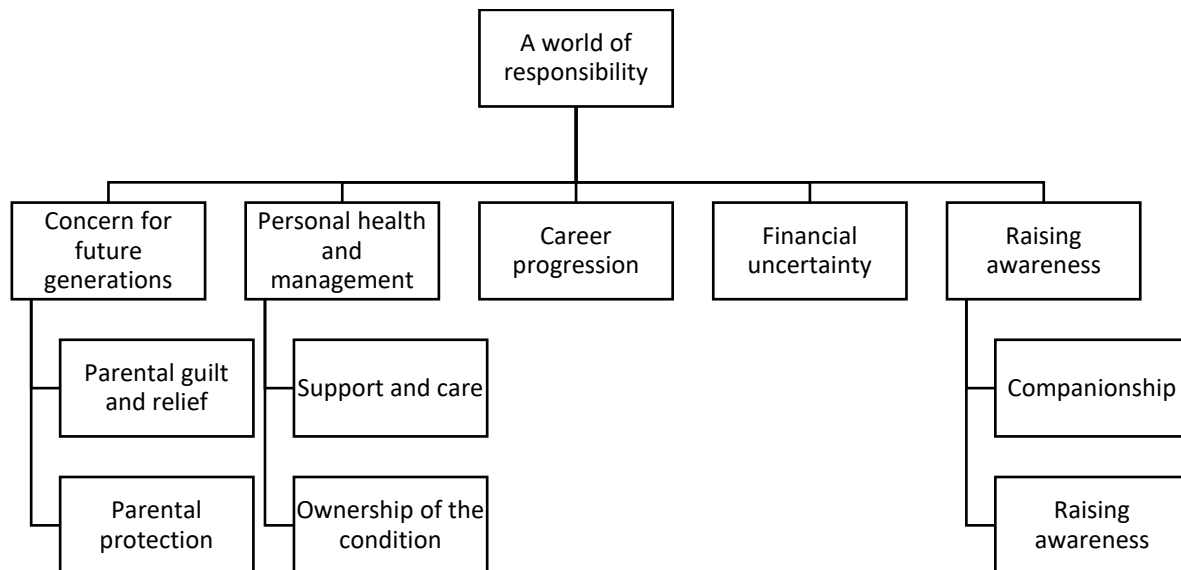 A world of
responsibility
Concern for
future
generations
Personal health
and
management
Career
progression
Financial
uncertainty
Raising
awareness
Parental guilt
and relief
Support and care
Companionship
Parental
protection
Ownership of the
condition
Raising
awareness